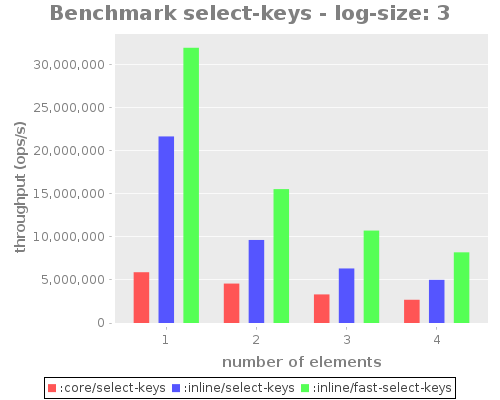 Benchmark select-keys - log-size: 3
throughput (ops/s)
30,000,000
25,000,000
20,000,000
15,000,000
10,000,000
5,000,000
0
1 2 3 4
number of elements
:core/select-keys :inline/select-keys :inline/fast-select-keys